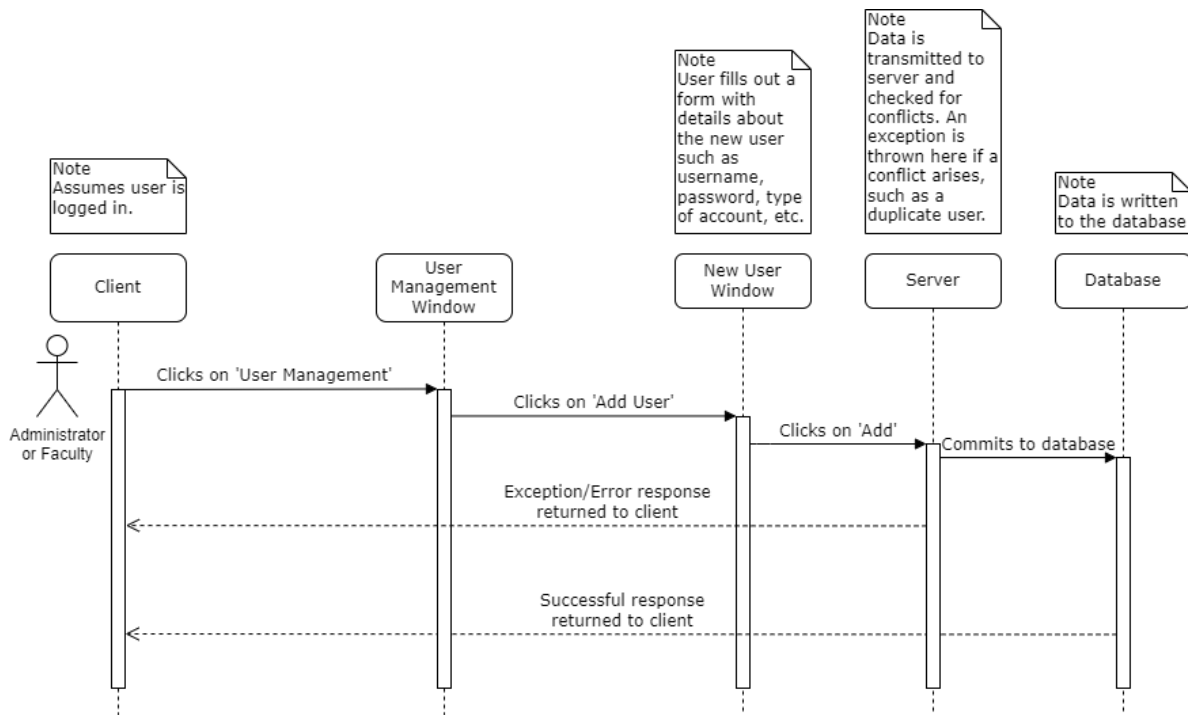 Note
Assumes user is
logged in.
Note
User fills out a
form with
details about
the new user
such as
username,
password, type
of account, etc.
Note
Data is
transmitted to
server and
checked for
conflicts. An
exception is
thrown here if a
conflict arises,
such as a
duplicate user.
Note
Data is written
to the database
Client
User
Management
Window
New User
Window
Server
Database
Administrator
or Faculty
Clicks on 'User Management'
Clicks on 'Add User'
Clicks on 'Add'
Commits to database
Exception/Error response
returned to client
Successful response
returned to client